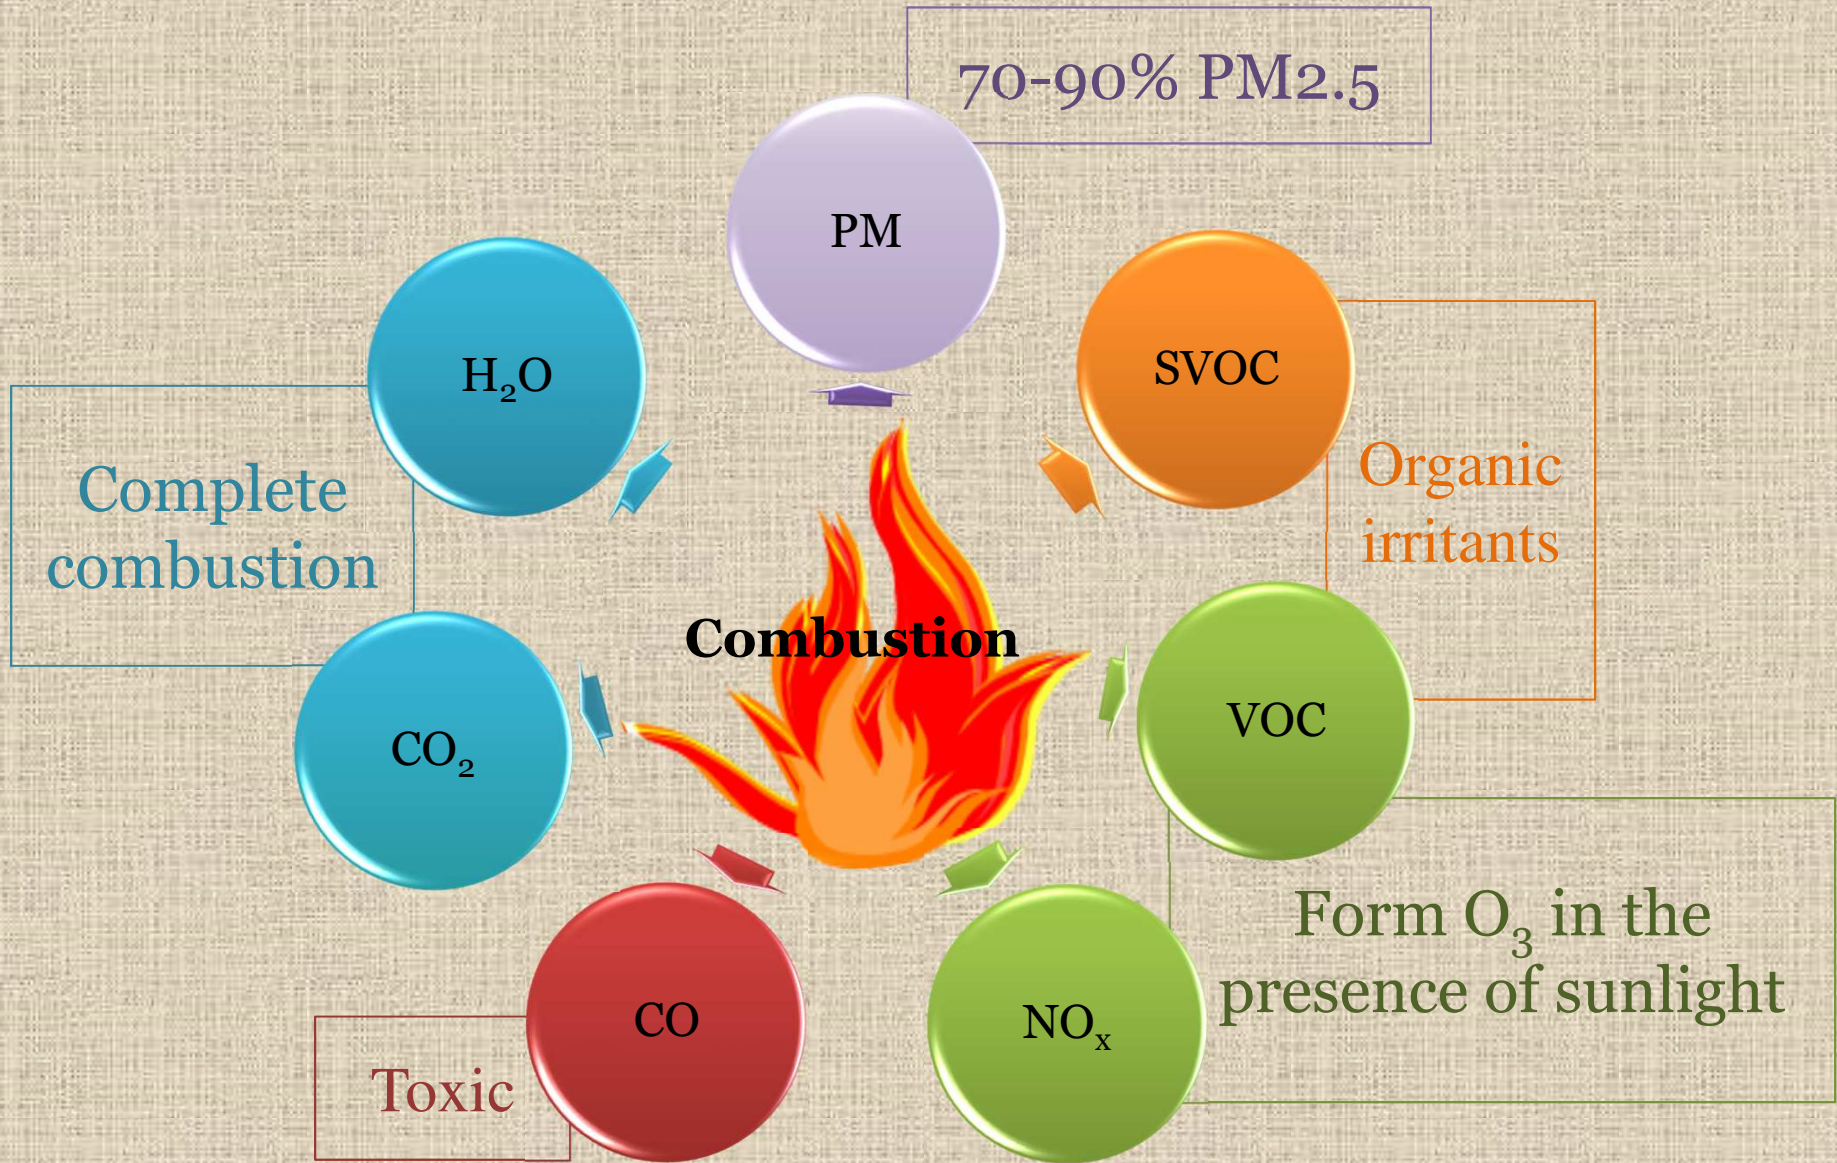 70-90% PM2.5
PM
SVOC
H₂O
Organic
irritants
Complete
combustion
Combustion
VOC
CO₂
Form O₃ in the
presence of sunlight
CO
NOₓ
Toxic